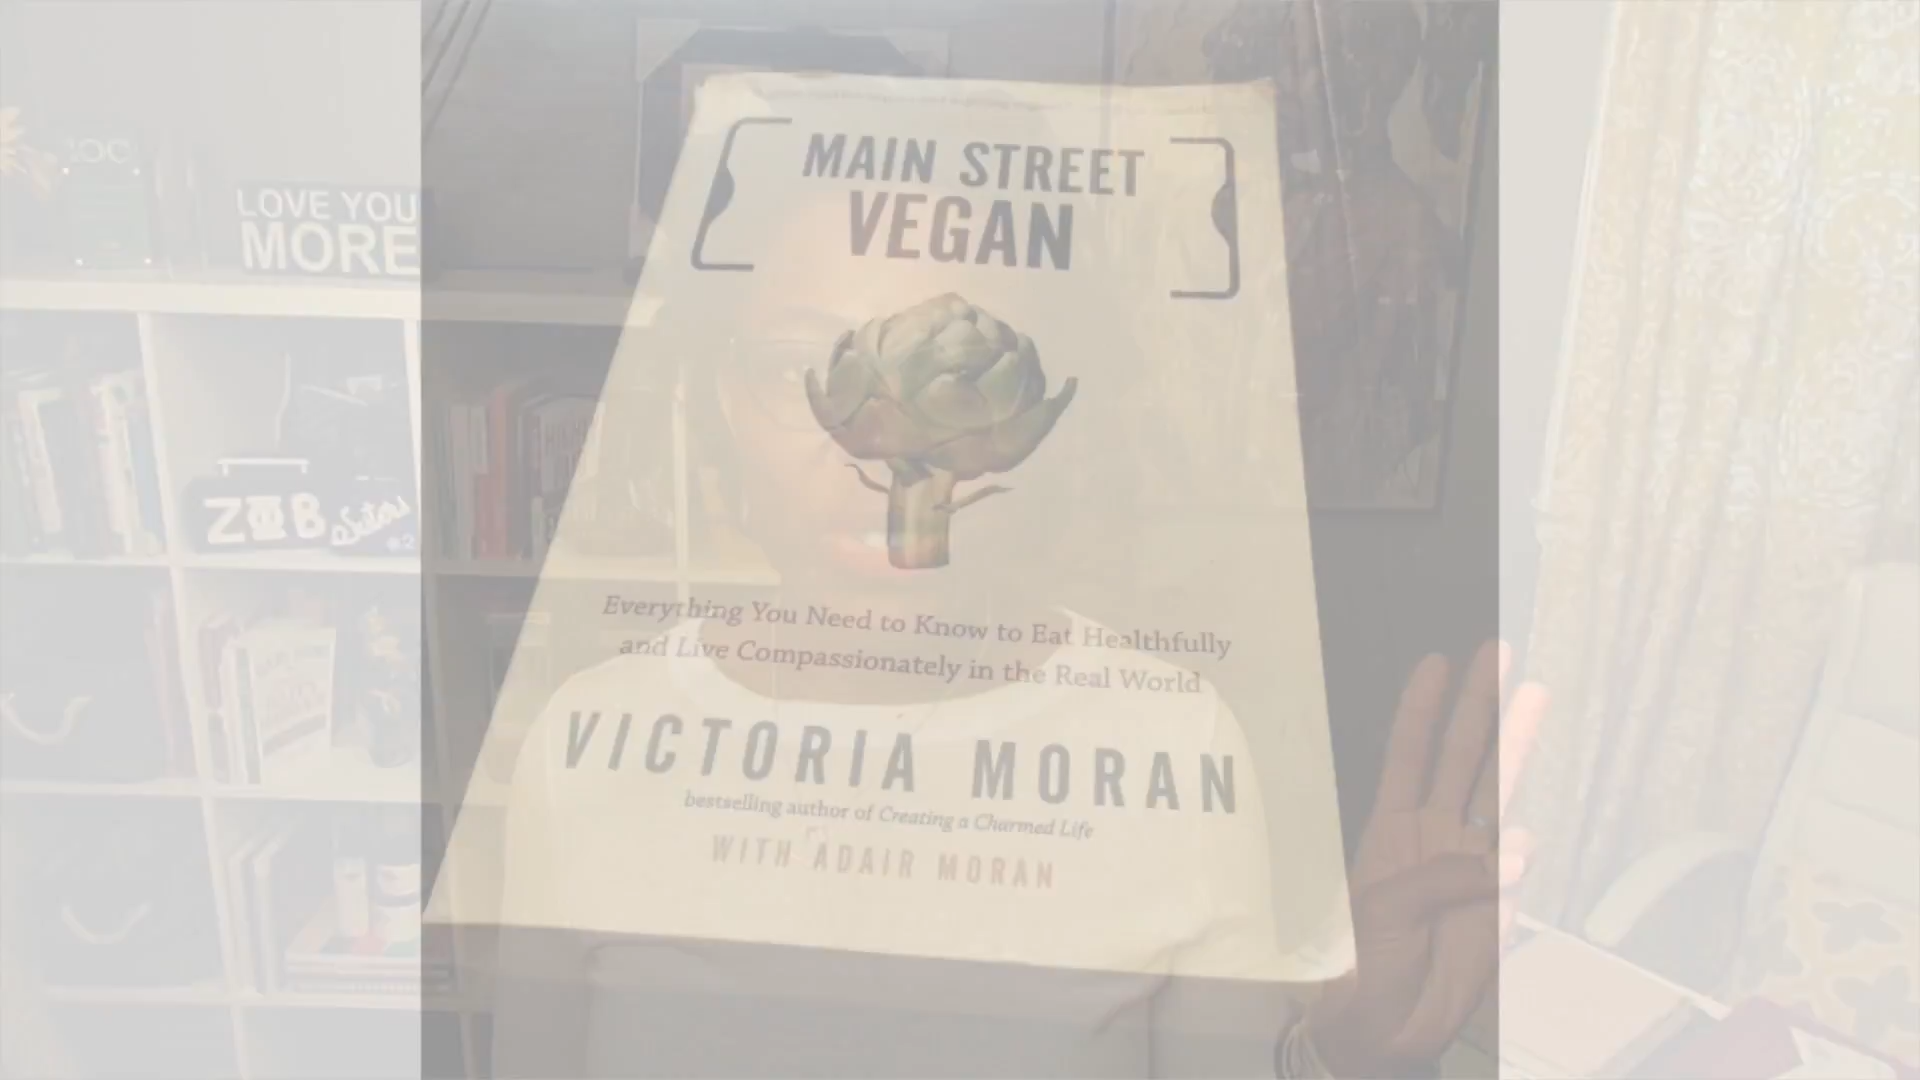 MAIN STREET
VEGAN
Everything You Need to Know to Eat Healthfully
and Live Compassionately in the Real World
VICTORIA MORAN
bestselling author of Creating a Charmed Life
WITH ADAIR MORAN
LOVE YOU
MORE
ZΦB
#2